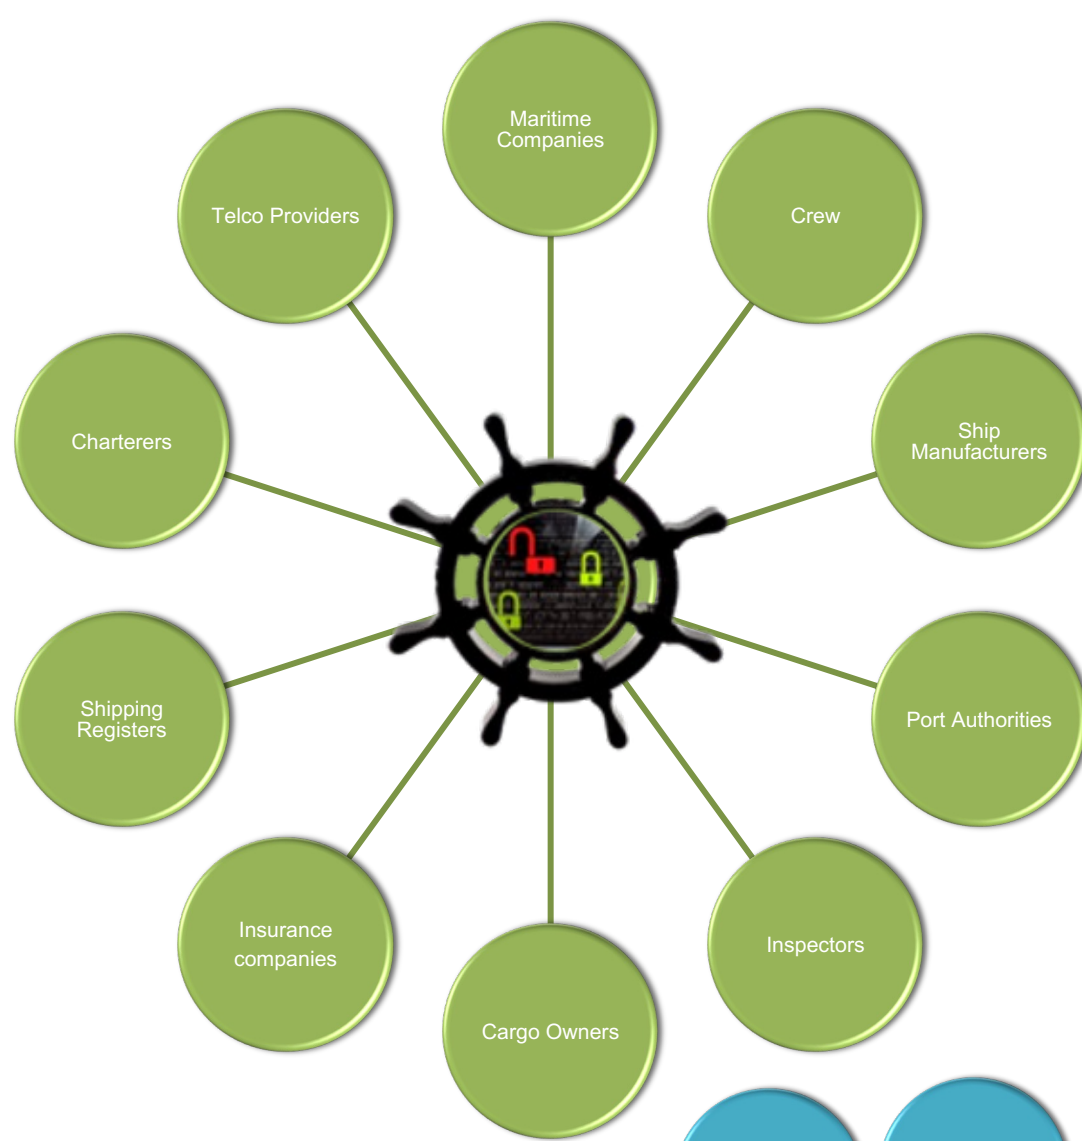 Maritime
Companies
Telco Providers
Crew
Charterers
Ship
Manufacturers
Shipping
Registers
Port Authorities
Insurance
companies
Inspectors
Cargo Owners